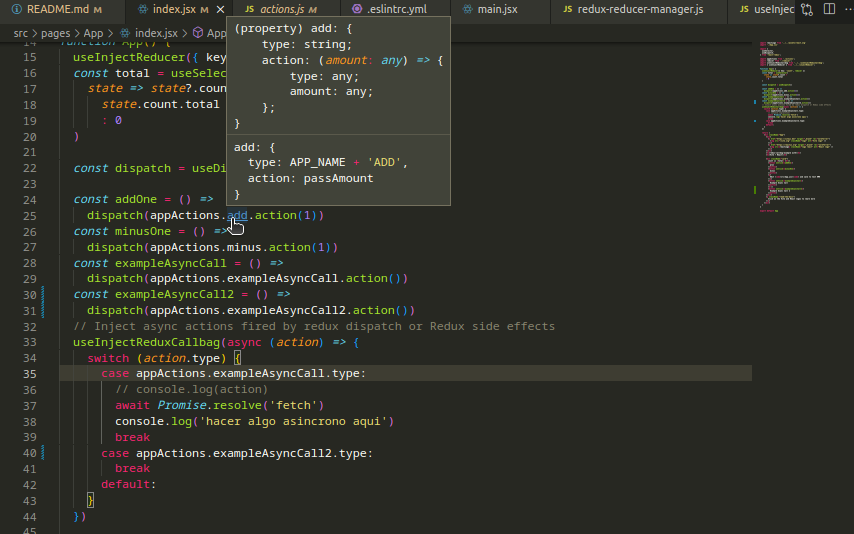 README.md M index.jsx M × JS actions.js M .eslintrc.yml main.jsx JS redux-reducer-manager.js JS useInjec
src > pages > App > index.jsx > App
14 function App() {
15 useInjectReducer({ key
16 const total = useSelec
17 state => state?.coun
18 state.count.total
19 : 0
20 )
21
22 const dispatch = useDi
23
24 const addOne = () =>
25 dispatch(appActions.add.action(1))
26 const minusOne = () =>
27 dispatch(appActions.minus.action(1))
28 const exampleAsyncCall = () =>
29 dispatch(appActions.exampleAsyncCall.action())
30 const exampleAsyncCall2 = () =>
31 dispatch(appActions.exampleAsyncCall2.action())
32 // Inject async actions fired by redux dispatch or Redux side effects
33 useInjectReduxCallbag(async (action) => {
34 switch (action.type) {
35 case appActions.exampleAsyncCall.type:
36 // console.log(action)
37 await Promise.resolve('fetch')
38 console.log('hacer algo asincrono aqui')
39 break
40 case appActions.exampleAsyncCall2.type:
41 break
42 default:
43 }
44 })
45
(property) add: {
type: string;
action: (amount: any) => {
type: any;
amount: any;
};
}
add: {
type: APP_NAME + 'ADD',
action: passAmount
}